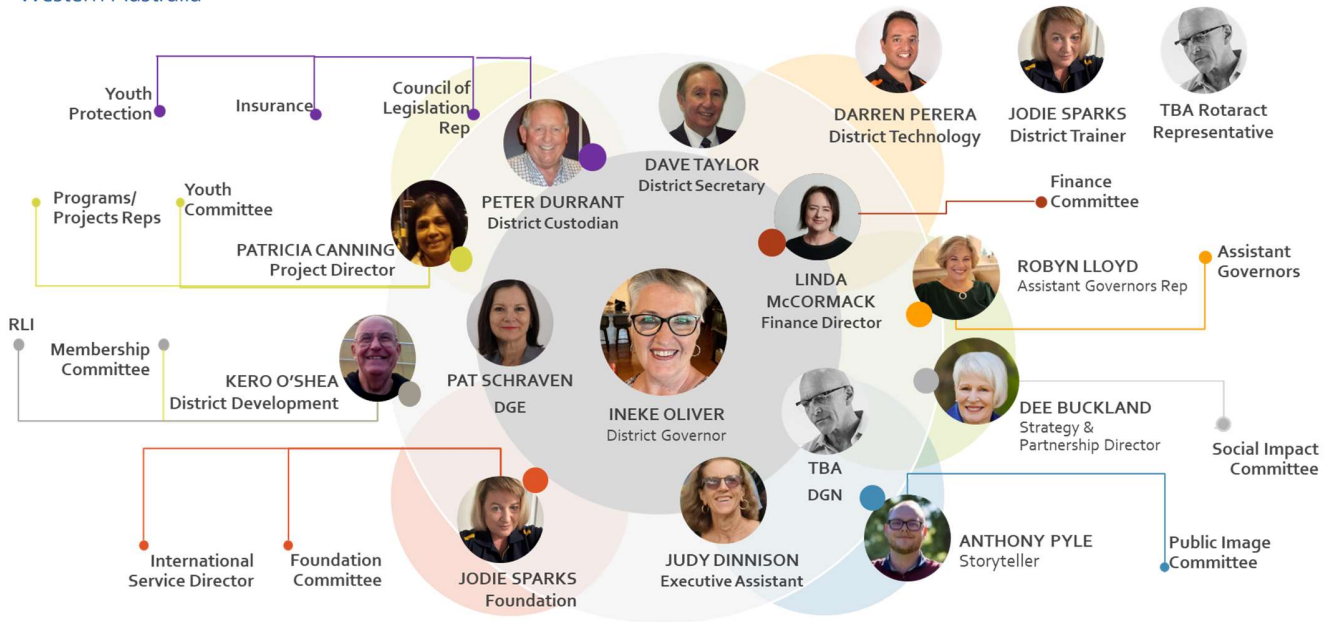 Western Australia
Youth
Protection
Insurance
Council of
Legislation
Rep
PETER DURRANT
District Custodian
DAVE TAYLOR
District Secretary
DARREN PERERA
District Technology
JODIE SPARKS
District Trainer
TBA Rotaract
Representative
Programs/
Projects Reps
Youth
Committee
PATRICIA CANNING
Project Director
LINDA
McCORMACK
Finance Director
Finance
Committee
ROBYN LLOYD
Assistant Governors Rep
Assistant
Governors
RLI
Membership
Committee
KERO O'SHEA
District Development
PAT SCHRAVEN
DGE
INEKE OLIVER
District Governor
TBA
DGN
DEE BUCKLAND
Strategy &
Partnership Director
Social Impact
Committee
International
Service Director
Foundation
Committee
JODIE SPARKS
Foundation
JUDY DINNISON
Executive Assistant
ANTHONY PYLE
Storyteller
Public Image
Committee